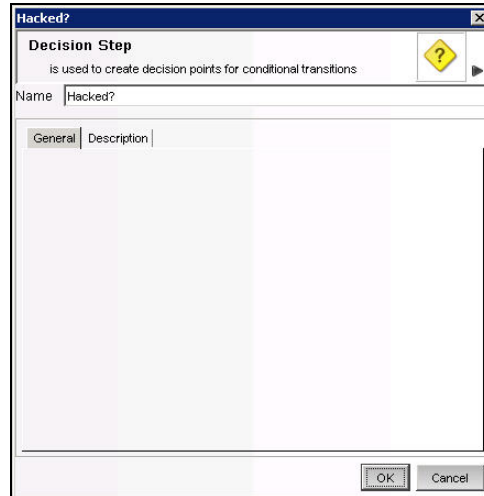 Hacked?
Decision Step
is used to create decision points for conditional transitions
?
Name Hacked?
General Description
OK Cancel